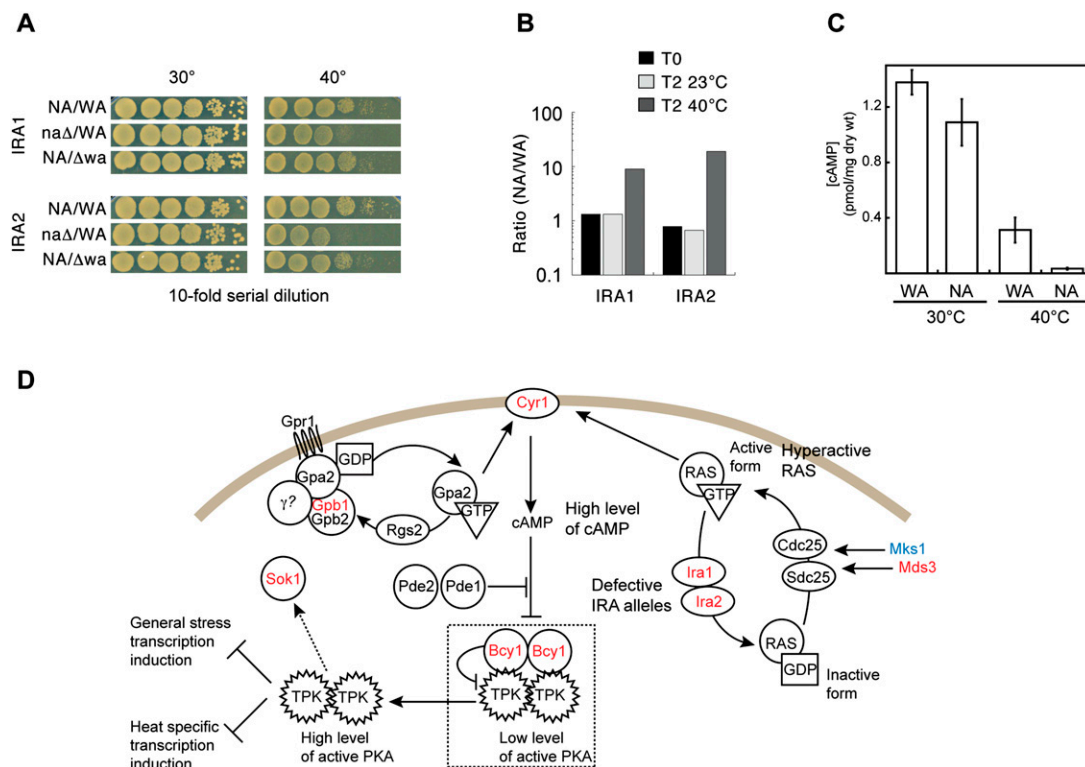 A
30°
40°
IRA1
NA/WA
naΔ/WA
NA/Δwa
IRA2
NA/WA
naΔ/WA
NA/Δwa
10-fold serial dilution
B
T0
T2 23°C
T2 40°C
Ratio (NA/WA)
100
10
1
0.1
IRA1
IRA2
C
[cAMP]
(pmol/mg dry wt)
1.2
0.8
0.4
WA
NA
WA
NA
30°C
40°C
D
Cyr1
Gpr1
GDP
Gpa2
γ?
Gpb1
Gpb2
Rgs2
Gpa2
GTP
cAMP
High level
of cAMP
Pde2
Pde1
RAS
GTP
Active
form
Hyperactive
RAS
Cdc25
Sdc25
Mks1
Mds3
Ira1
Ira2
Defective
IRA alleles
RAS
GDP
Inactive
form
Sok1
General stress
transcription
induction
Heat specific
transcription
induction
TPK
TPK
High level
of active PKA
Bcy1
Bcy1
TPK
TPK
Low level
of active PKA